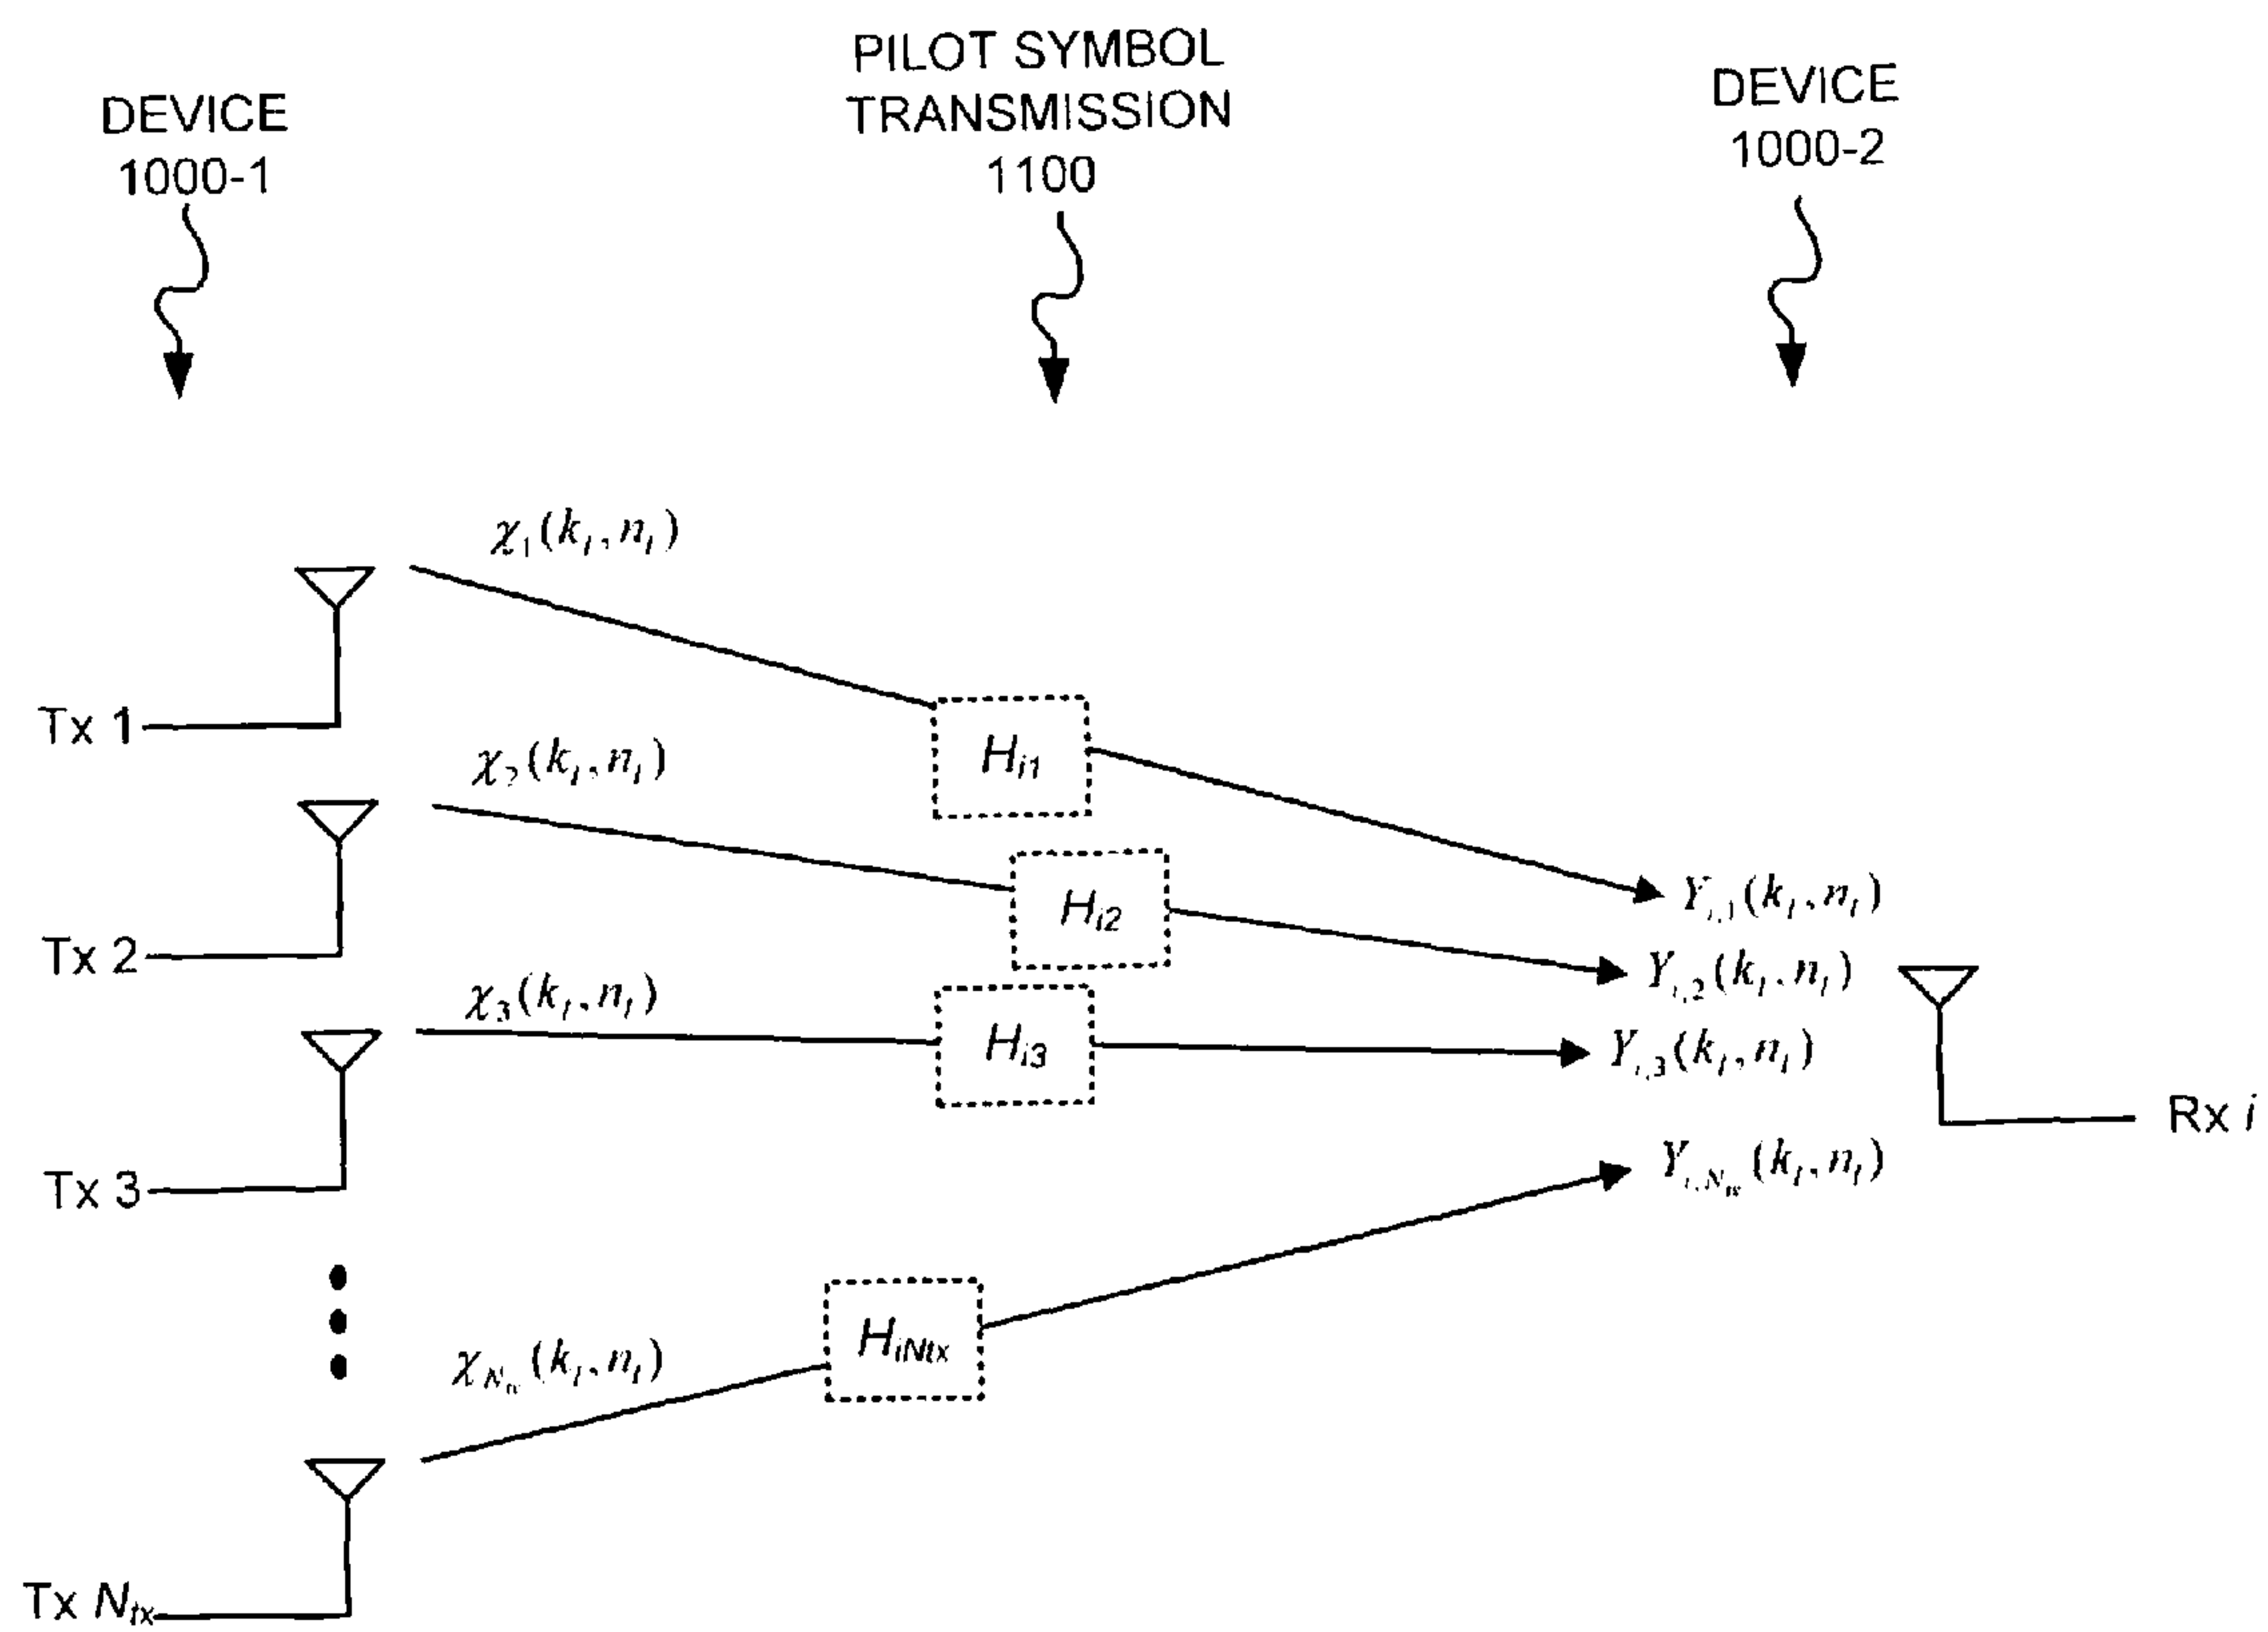 DEVICE
1000-1
PILOT SYMBOL
TRANSMISSION
1100
DEVICE
1000-2
χ₁(kₗ,nₗ)
Tx 1
Hi1
χ₂(kₗ,nₗ)
Hi2
Yi,1(kₗ,nₗ)
Tx 2
Yi,2(kₗ,nₗ)
χ₃(kₗ,nₗ)
Hi3
Yi,3(kₗ,nₗ)
Rx i
Tx 3
Yi,Ntx(kₗ,nₗ)
HiNtx
χNtx(kₗ,nₗ)
Tx Ntx